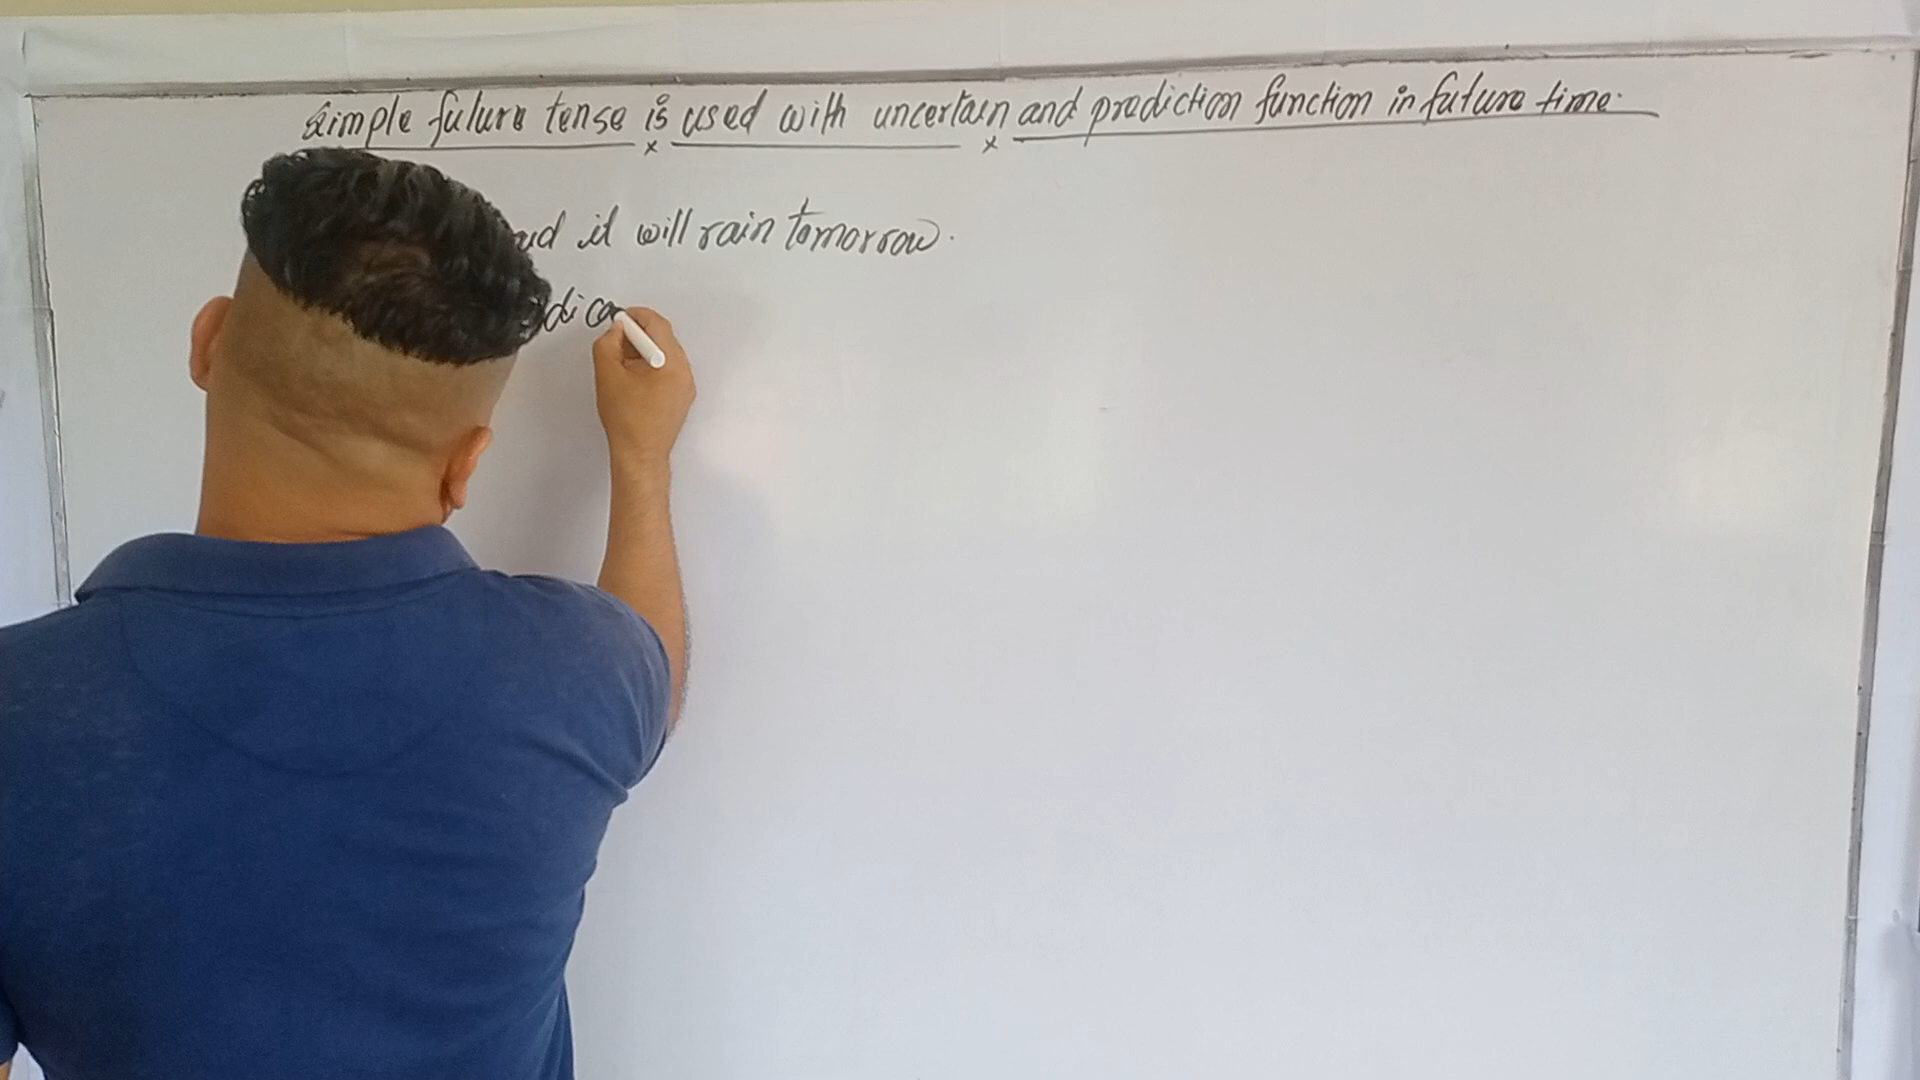 Simple future tense is used with uncertain and prediction function in future time.
it will rain tomorrow.